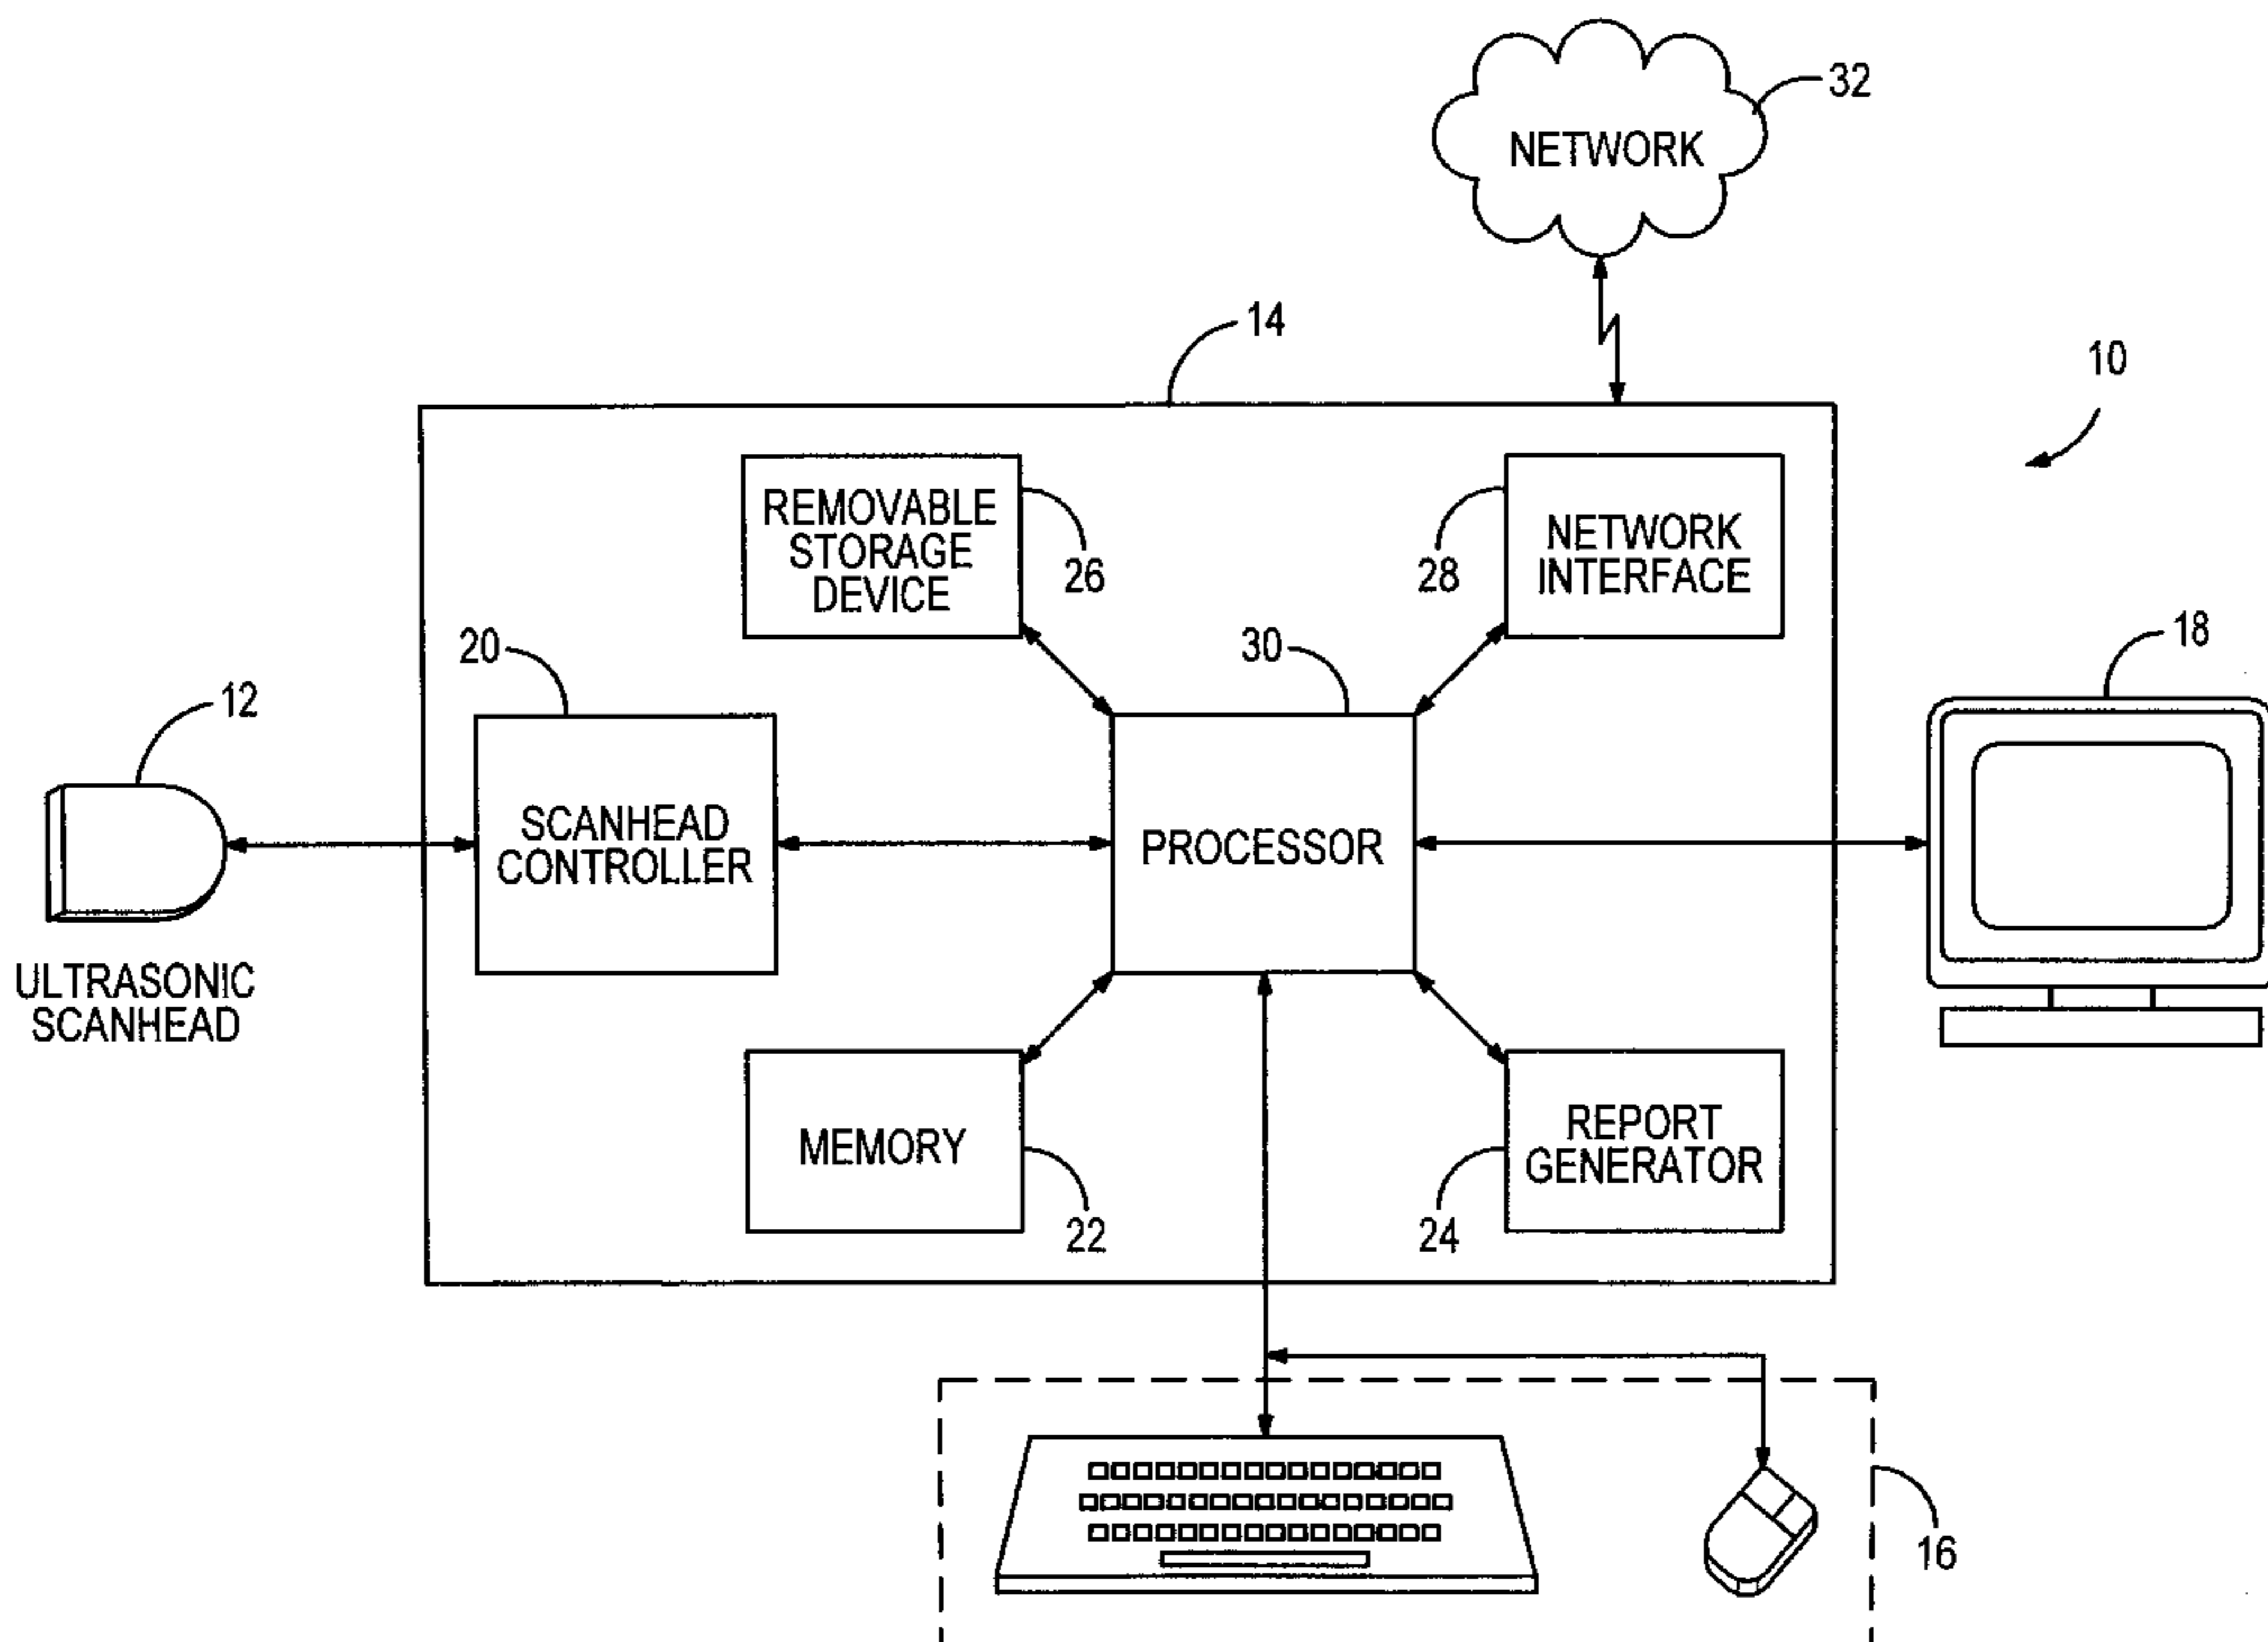 32
NETWORK
14
10
REMOVABLE
STORAGE
DEVICE
26
28
NETWORK
INTERFACE
20
30
18
12
SCANHEAD
CONTROLLER
PROCESSOR
ULTRASONIC
SCANHEAD
MEMORY
22
REPORT
GENERATOR
24
16